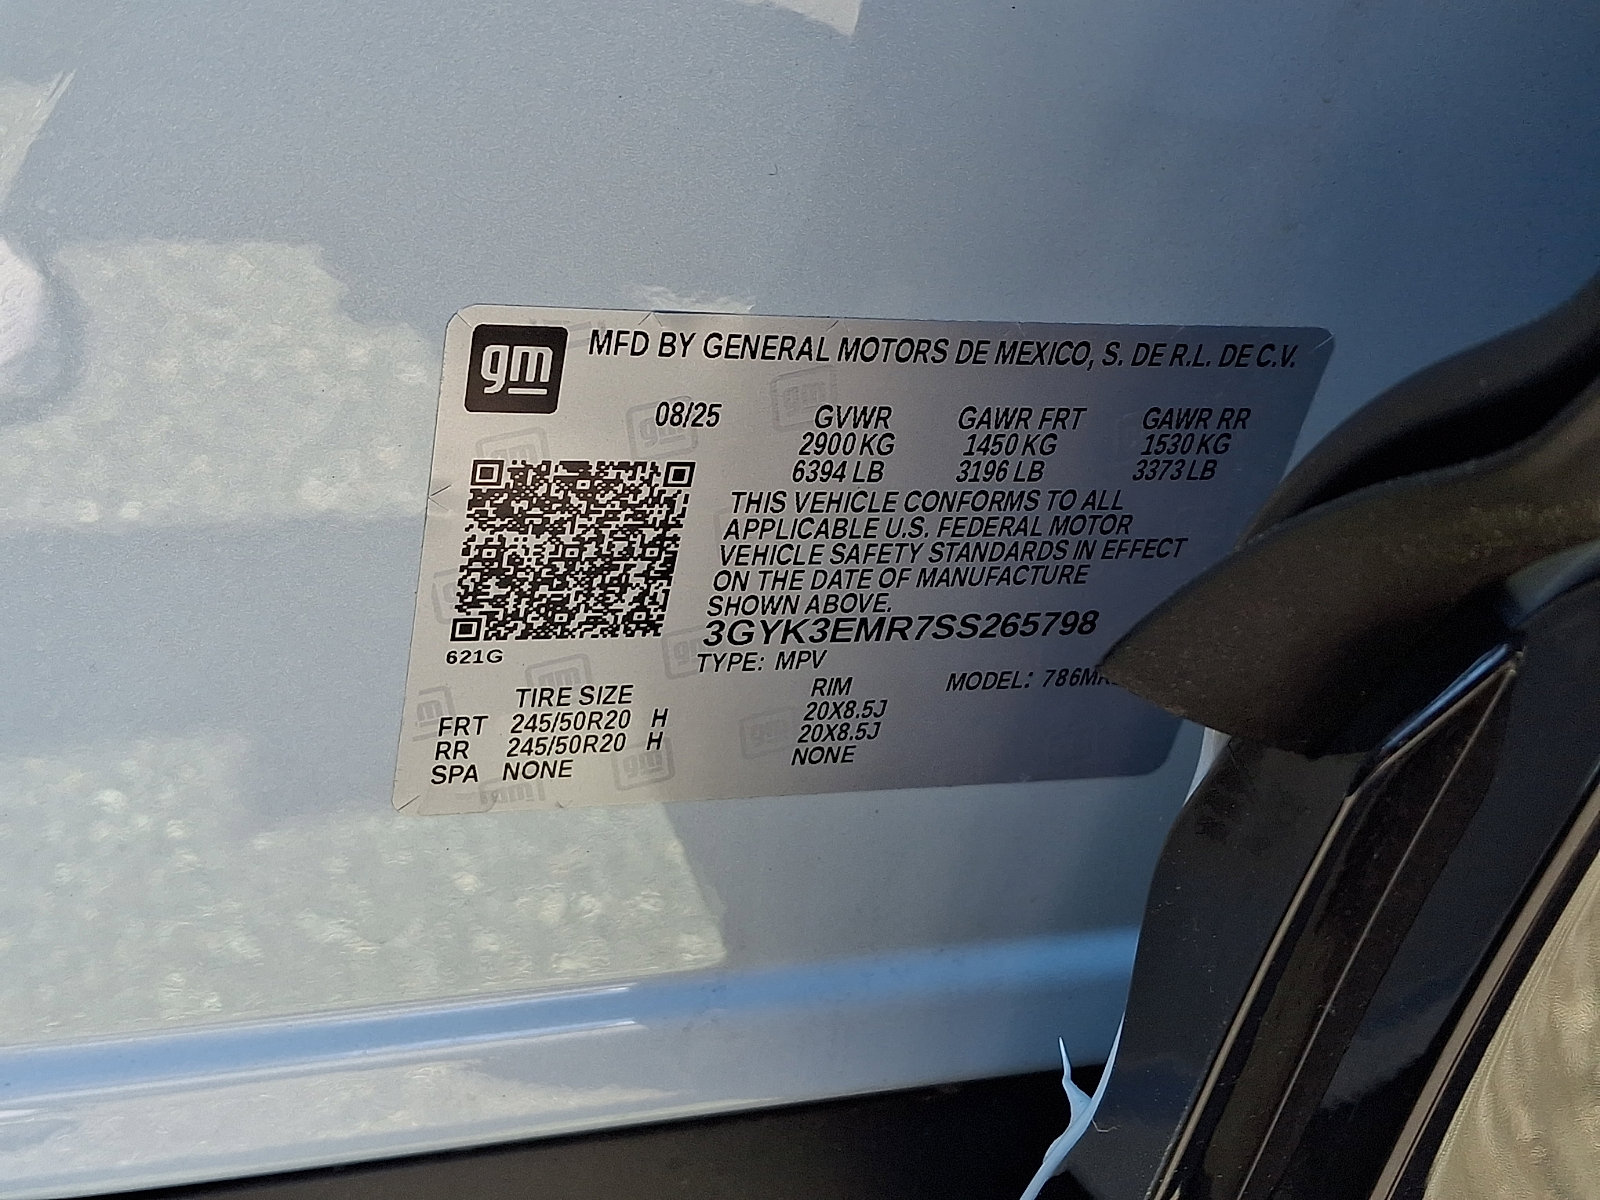 gm
MFD BY GENERAL MOTORS DE MEXICO, S. DE R.L. DE C.V.
08/25 GVWR GAWR FRT GAWR RR
2900 KG 1450 KG 1530 KG
6394 LB 3196 LB 3373 LB
THIS VEHICLE CONFORMS TO ALL
APPLICABLE U.S. FEDERAL MOTOR
VEHICLE SAFETY STANDARDS IN EFFECT
ON THE DATE OF MANUFACTURE
SHOWN ABOVE.
3GYK3EMR7SS265798
621G
TYPE: MPV MODEL:
TIRE SIZE RIM
FRT 245/50R20 H 20X8.5J
RR 245/50R20 H 20X8.5J
SPA NONE NONE